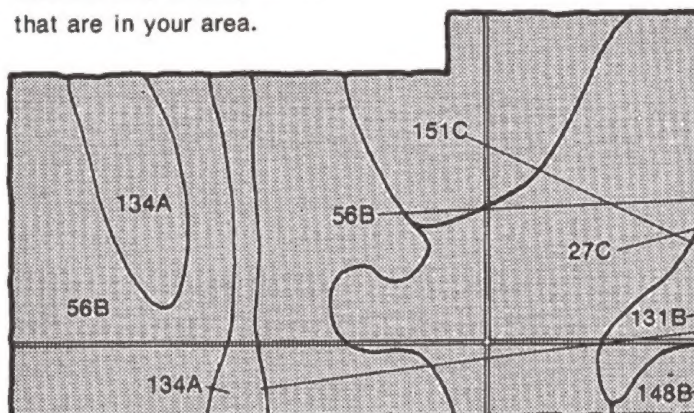 that are in your area.
151C
134A
56B
27C
56B
131B
134A
148B